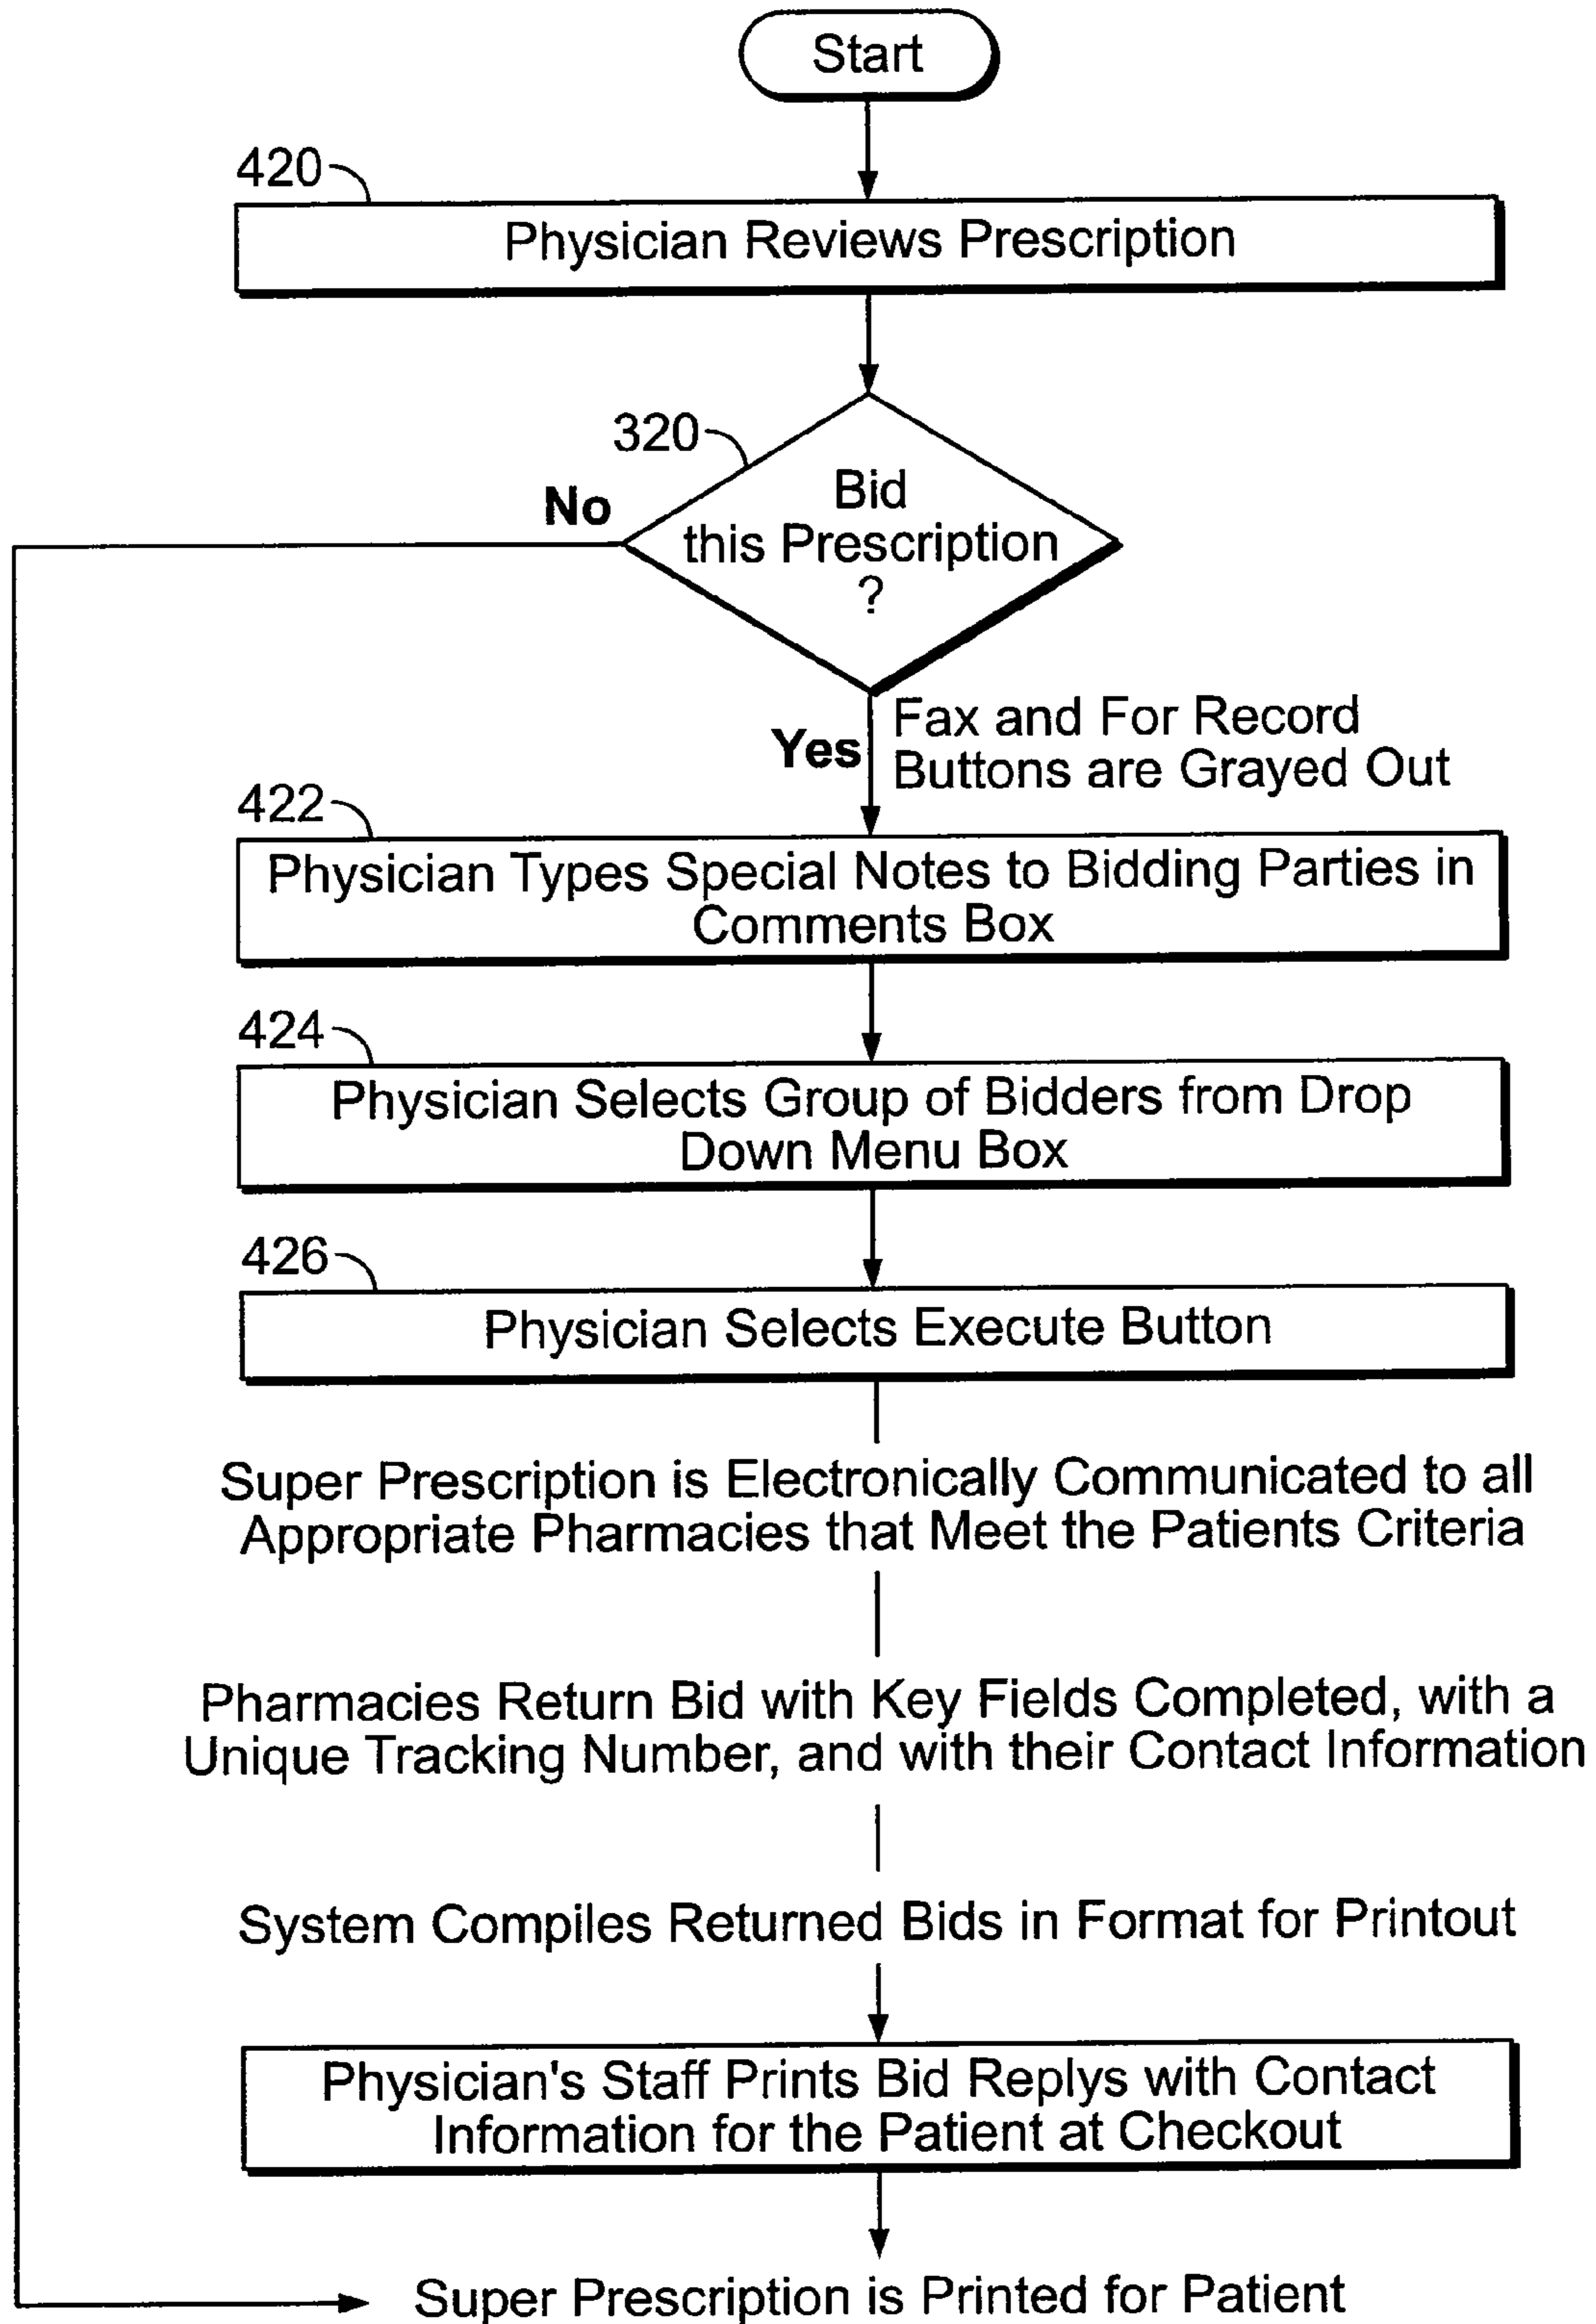 Start
420
Physician Reviews Prescription
320
Bid
this Prescription
?
No
Yes
Fax and For Record
Buttons are Grayed Out
422
Physician Types Special Notes to Bidding Parties in
Comments Box
424
Physician Selects Group of Bidders from Drop
Down Menu Box
426
Physician Selects Execute Button
Super Prescription is Electronically Communicated to all
Appropriate Pharmacies that Meet the Patients Criteria
Pharmacies Return Bid with Key Fields Completed, with a
Unique Tracking Number, and with their Contact Information
System Compiles Returned Bids in Format for Printout
Physician's Staff Prints Bid Replys with Contact
Information for the Patient at Checkout
Super Prescription is Printed for Patient